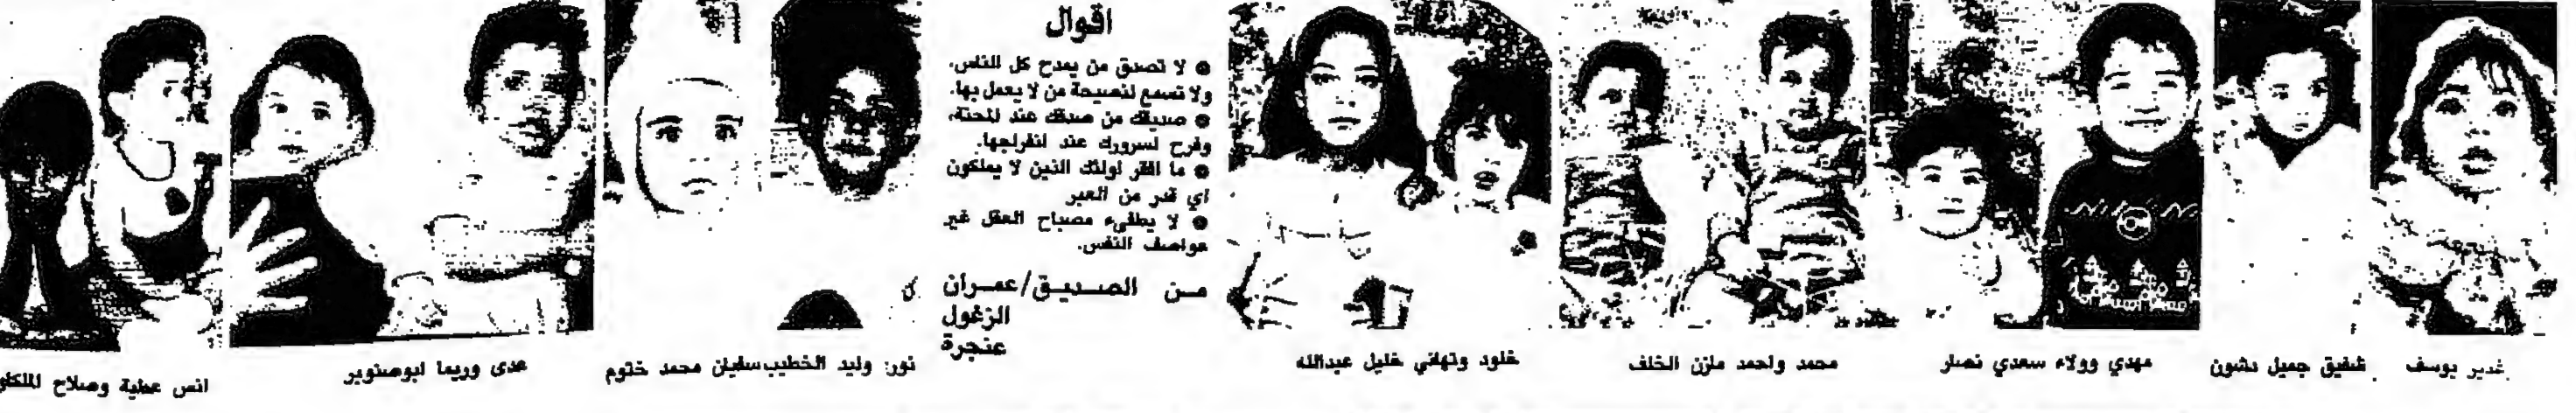 اقوال
● لا تصدق من يمدح كل الناس،
ولا تسمع لنصيحة من لا يعمل بها.
● صديقك من صدقك عند المحنة،
وفرح لسرورك عند انفراجها.
● ما افقر اولئك الذين لا يملكون
اي قدر من الصبر
● لا يطفىء مصباح العقل غير
عواصف النفس.
من الصديق/عمران
الزغول
عنجرة
غدير يوسف
شفيق جميل دشون
مهدي وولاء سعدي نصار
محمد واحمد مازن الخلف
خلود وتهاني خليل عبدالله
نور: وليد الخطيب
سفيان محمد ختوم
عدى وريما ابوصنوبر
انس عطية وصلاح